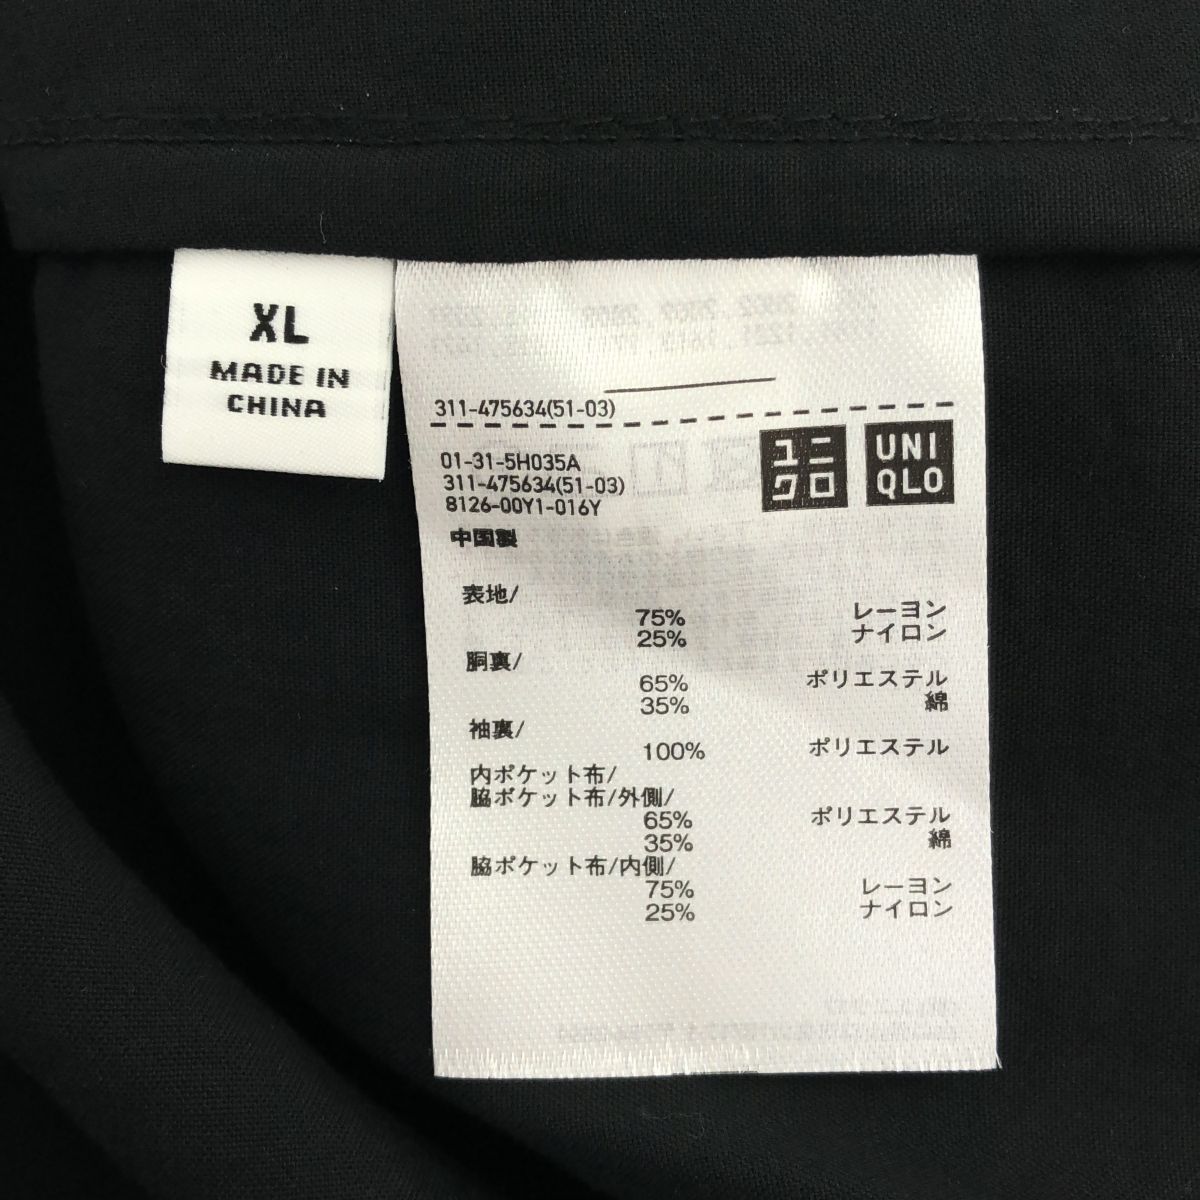 XL
MADE IN
CHINA
311-475634(51-03)
01-31-5H035A
311-475634(51-03)
8126-00Y1-016Y
ユニ
クロ
UNI
QLO
中国製
表地/
75% レーヨン
25% ナイロン
胴裏/
65% ポリエステル
35% 綿
袖裏/
100% ポリエステル
内ポケット布/
脇ポケット布/外側/
65% ポリエステル
35% 綿
脇ポケット布/内側/
75% レーヨン
25% ナイロン